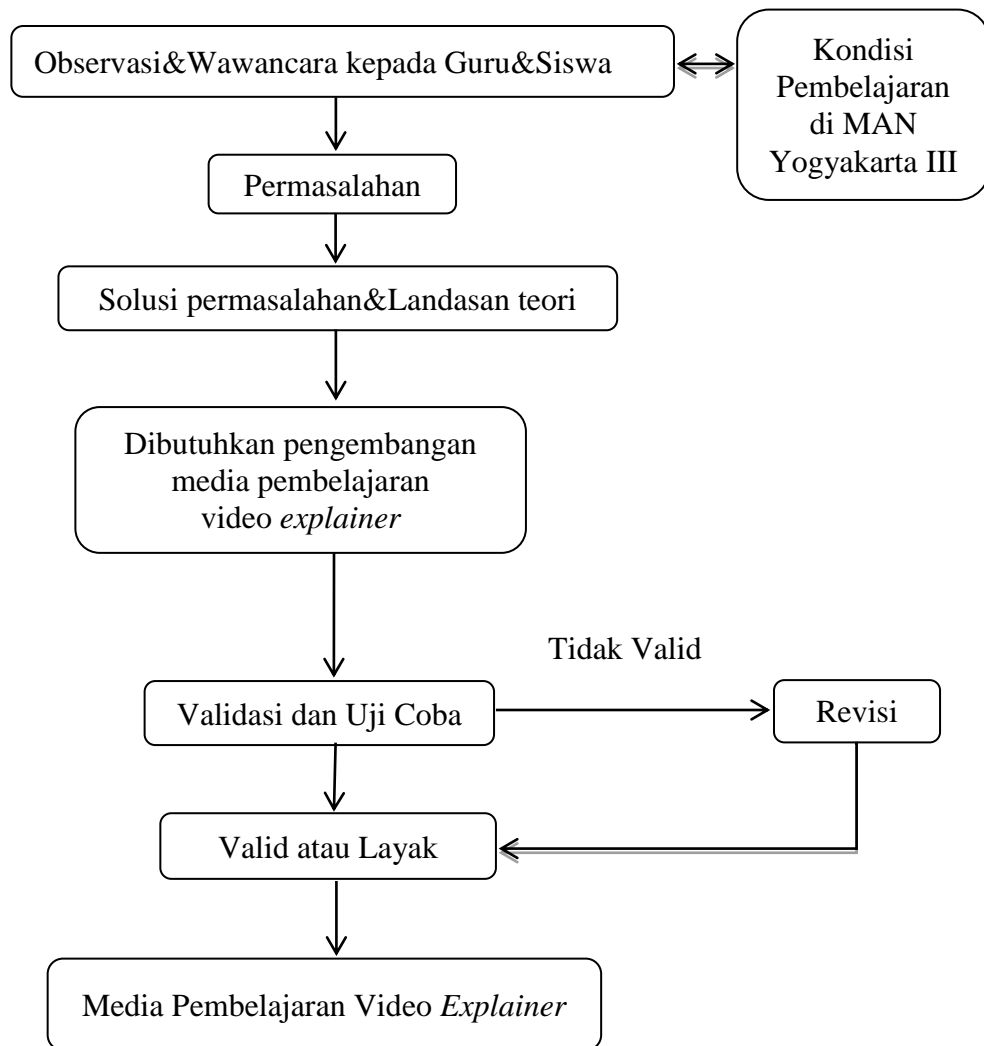 Observasi&Wawancara kepada Guru&Siswa
Kondisi
Pembelajaran
di MAN
Yogyakarta III
Permasalahan
Solusi permasalahan&Landasan teori
Dibutuhkan pengembangan
media pembelajaran
video explainer
Tidak Valid
Validasi dan Uji Coba
Revisi
Valid atau Layak
Media Pembelajaran Video Explainer